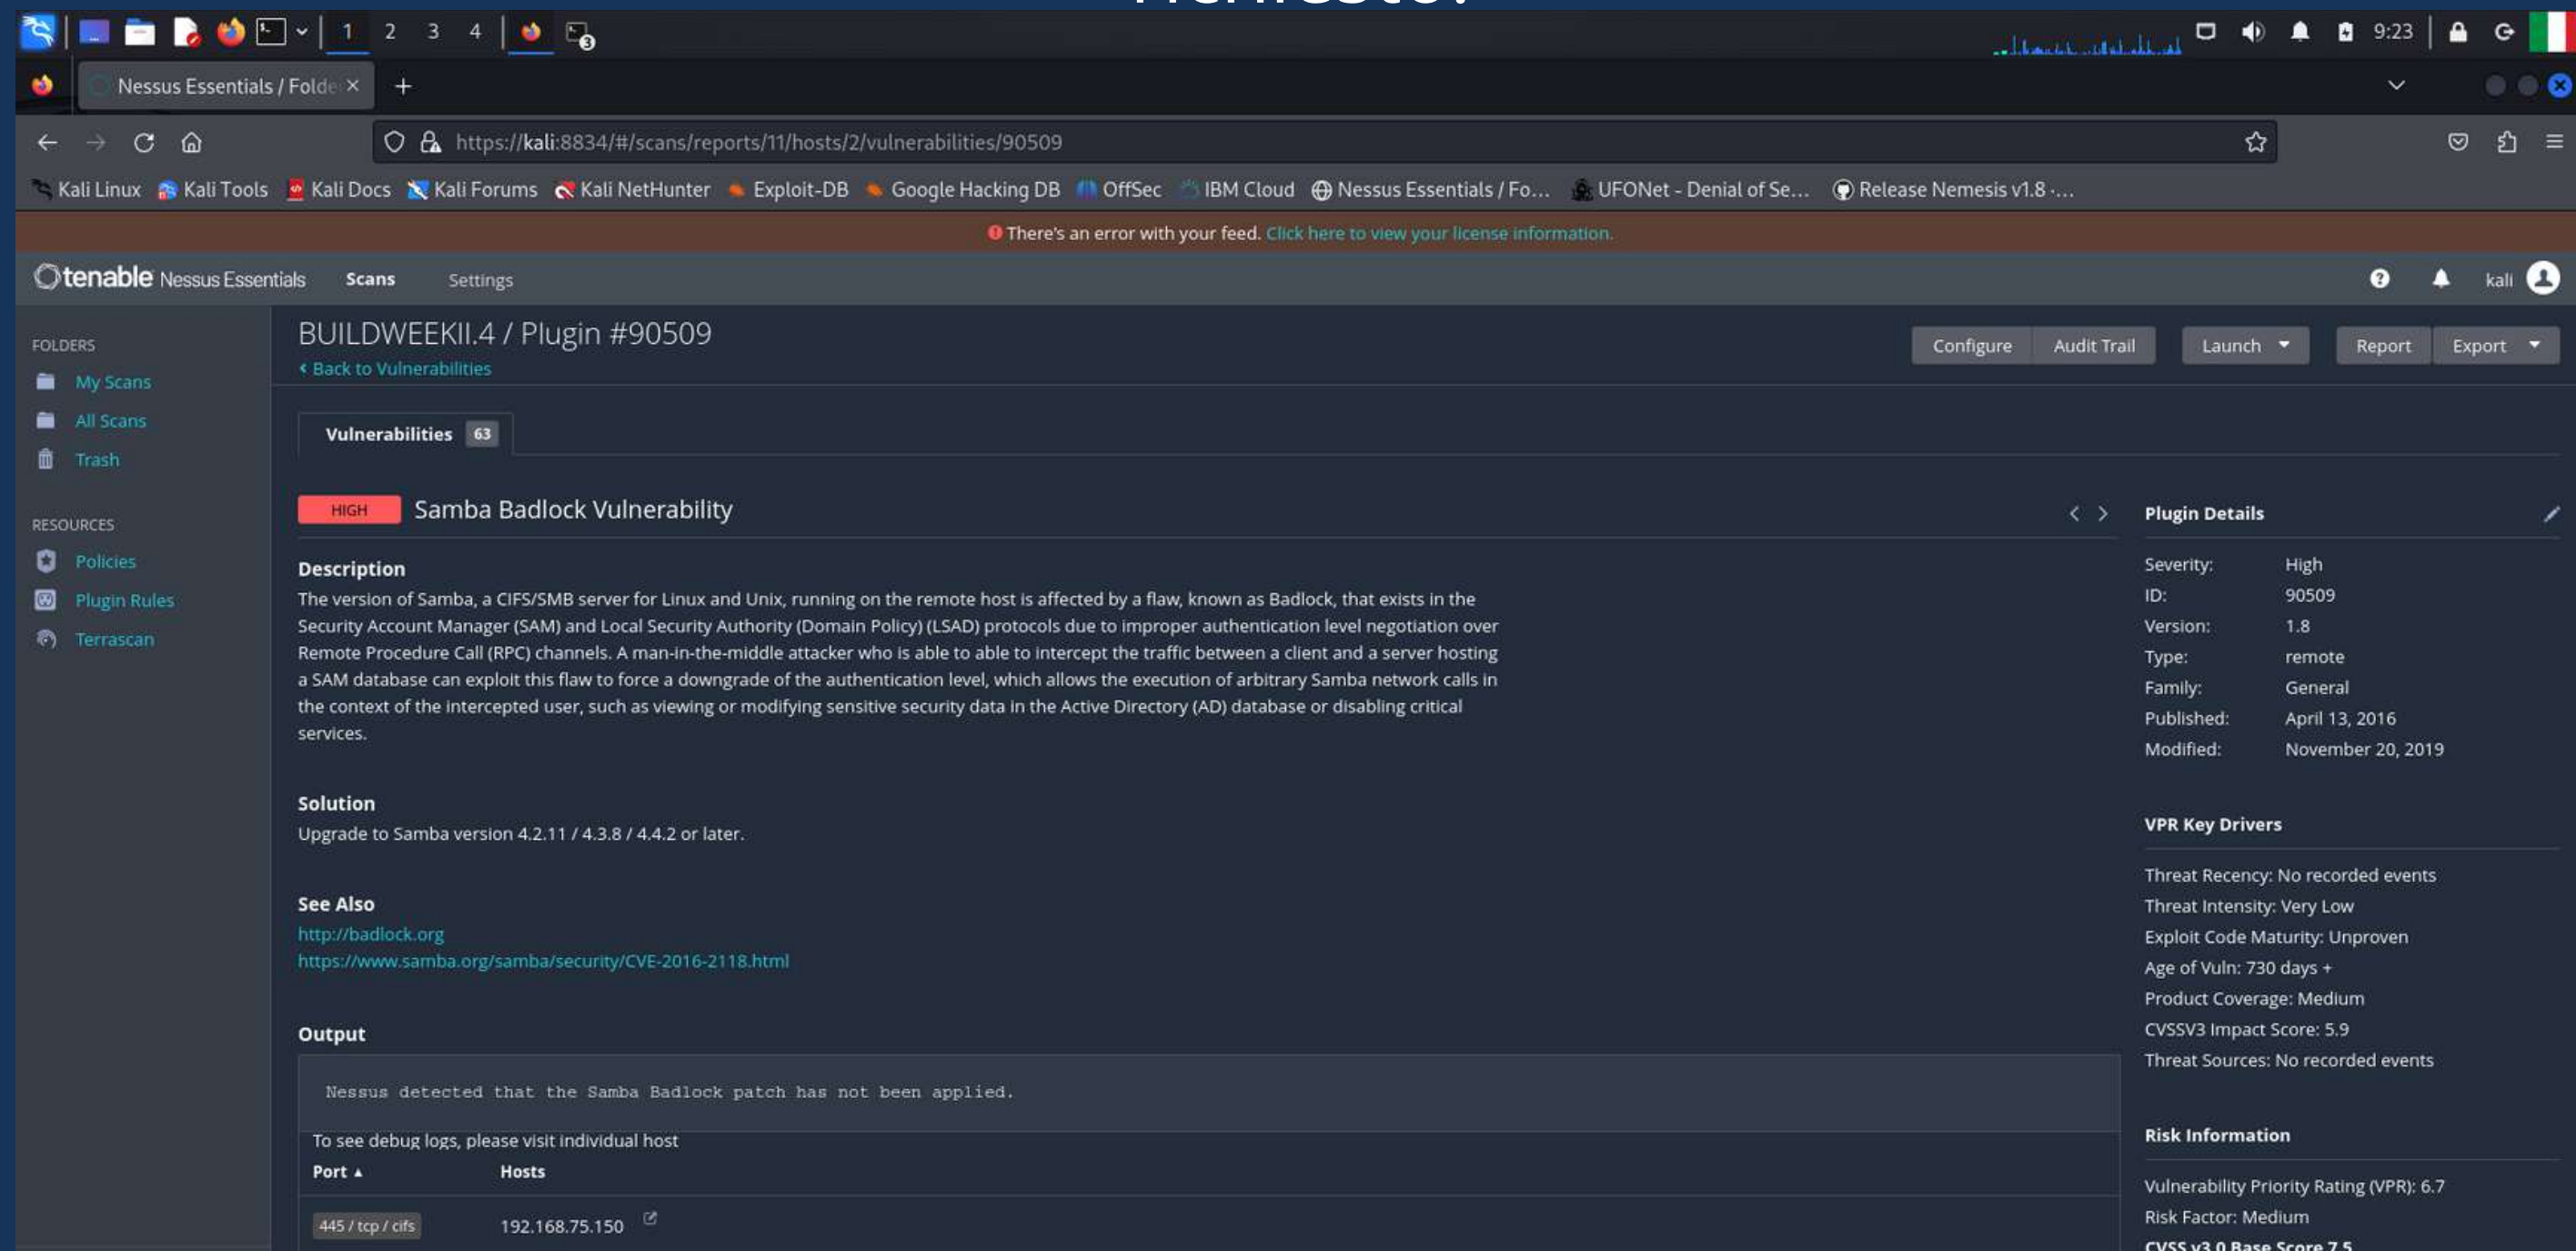 richiesto:
1 2 3 4 3 9:23
Nessus Essentials / Folde
https://kali:8834/#/scans/reports/11/hosts/2/vulnerabilities/90509
Kali Linux Kali Tools Kali Docs Kali Forums Kali NetHunter Exploit-DB Google Hacking DB OffSec IBM Cloud Nessus Essentials / Fo... UFONet - Denial of Se... Release Nemesis v1.8 ·...
There's an error with your feed. Click here to view your license information.
tenable Nessus Essentials Scans Settings kali
FOLDERS
My Scans
All Scans
Trash
RESOURCES
Policies
Plugin Rules
Terrascan
BUILDWEEKII.4 / Plugin #90509
Back to Vulnerabilities
Configure Audit Trail Launch Report Export
Vulnerabilities 63
HIGH Samba Badlock Vulnerability
Description
The version of Samba, a CIFS/SMB server for Linux and Unix, running on the remote host is affected by a flaw, known as Badlock, that exists in the
Security Account Manager (SAM) and Local Security Authority (Domain Policy) (LSAD) protocols due to improper authentication level negotiation over
Remote Procedure Call (RPC) channels. A man-in-the-middle attacker who is able to able to intercept the traffic between a client and a server hosting
a SAM database can exploit this flaw to force a downgrade of the authentication level, which allows the execution of arbitrary Samba network calls in
the context of the intercepted user, such as viewing or modifying sensitive security data in the Active Directory (AD) database or disabling critical
services.
Solution
Upgrade to Samba version 4.2.11 / 4.3.8 / 4.4.2 or later.
See Also
http://badlock.org
https://www.samba.org/samba/security/CVE-2016-2118.html
Output
Nessus detected that the Samba Badlock patch has not been applied.
To see debug logs, please visit individual host
Port Hosts
445 / tcp / cifs 192.168.75.150
Plugin Details
Severity: High
ID: 90509
Version: 1.8
Type: remote
Family: General
Published: April 13, 2016
Modified: November 20, 2019
VPR Key Drivers
Threat Recency: No recorded events
Threat Intensity: Very Low
Exploit Code Maturity: Unproven
Age of Vuln: 730 days +
Product Coverage: Medium
CVSSV3 Impact Score: 5.9
Threat Sources: No recorded events
Risk Information
Vulnerability Priority Rating (VPR): 6.7
Risk Factor: Medium
CVSS v3.0 Base Score 7.5